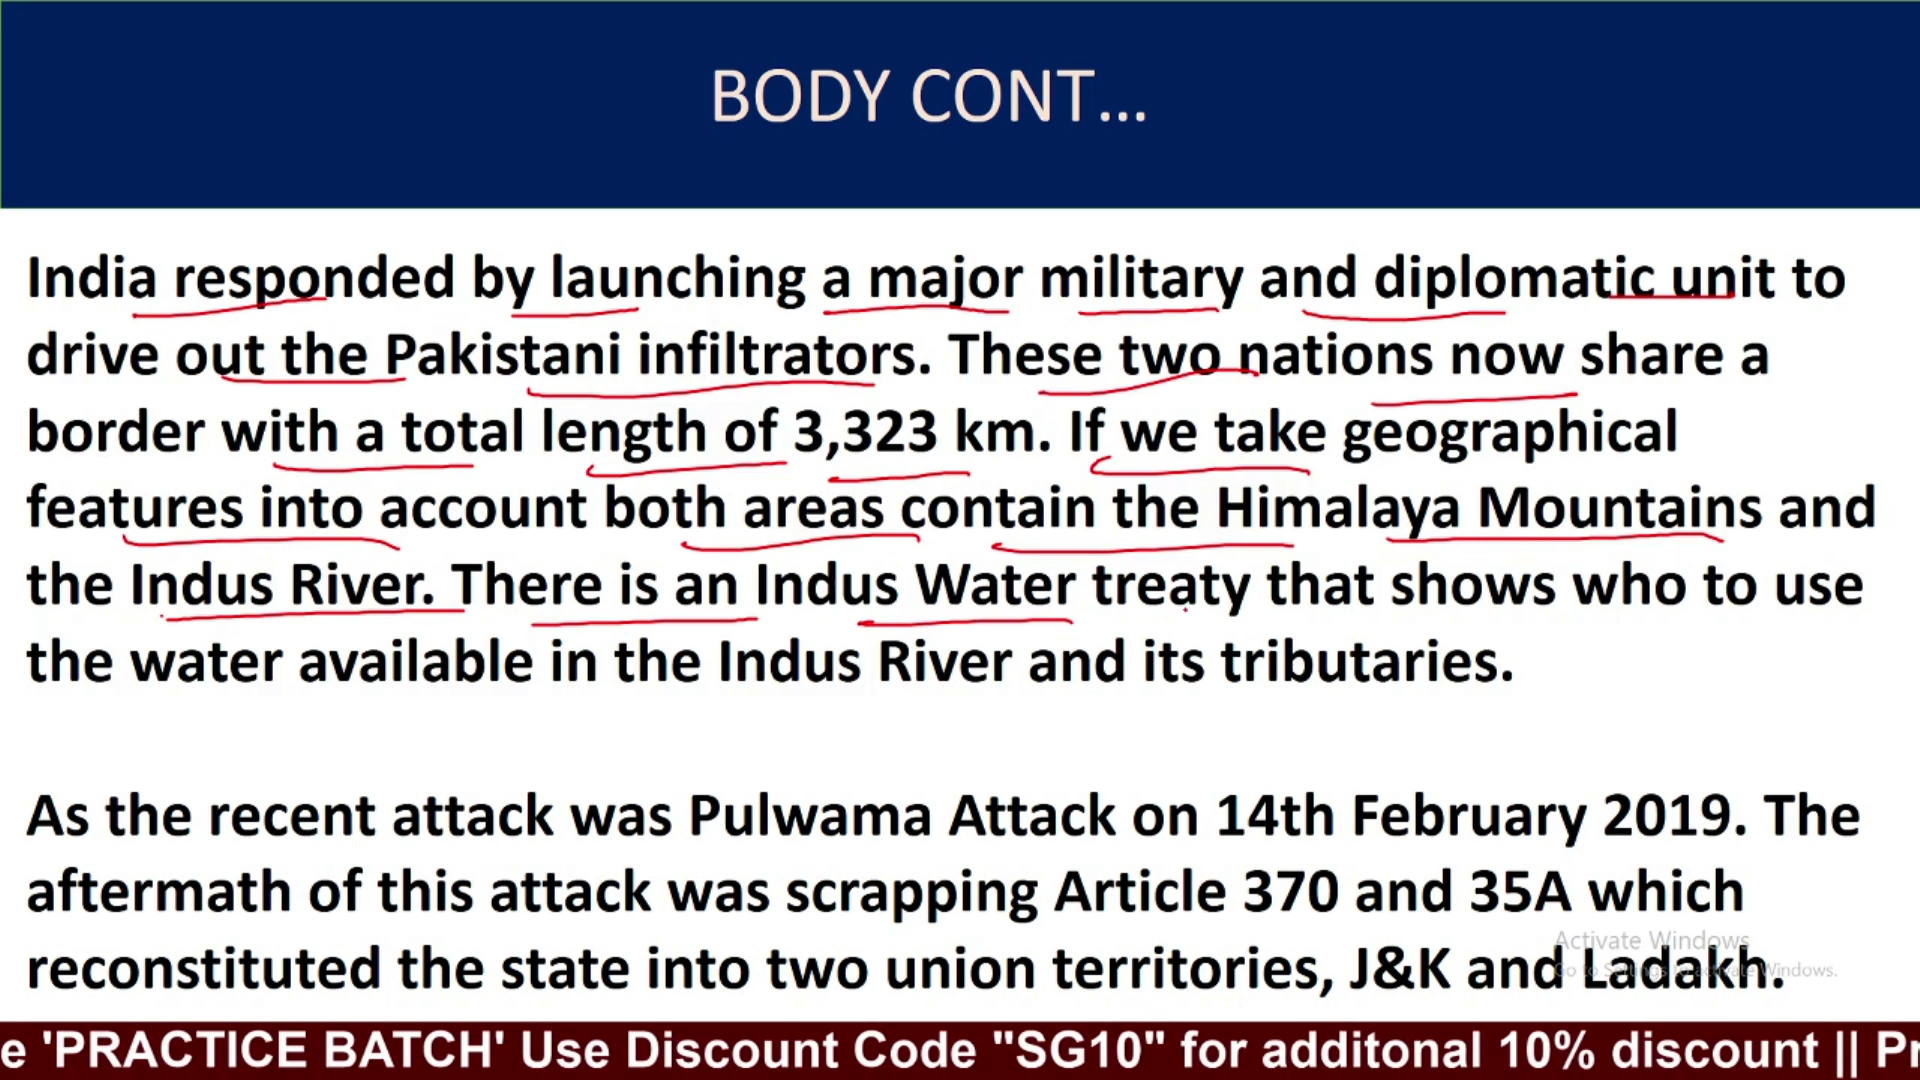 BODY CONT...
India responded by launching a major military and diplomatic unit to
drive out the Pakistani infiltrators. These two nations now share a
border with a total length of 3,323 km. If we take geographical
features into account both areas contain the Himalaya Mountains and
the Indus River. There is an Indus Water treaty that shows who to use
the water available in the Indus River and its tributaries.
As the recent attack was Pulwama Attack on 14th February 2019. The
aftermath of this attack was scrapping Article 370 and 35A which
reconstituted the state into two union territories, J&K and Ladakh.
Activate Windows
Go to Settings to activate Windows.
e 'PRACTICE BATCH' Use Discount Code "SG10" for additonal 10% discount || Pr